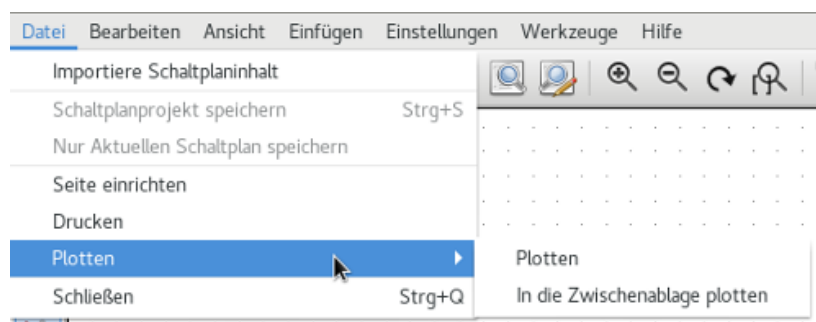 Datei Bearbeiten Ansicht Einfügen Einstellungen Werkzeuge Hilfe
Importiere Schaltplaninhalt
Schaltplanprojekt speichern Strg+S
Nur Aktuellen Schaltplan speichern
Seite einrichten
Drucken
Plotten Plotten
Schließen Strg+Q In die Zwischenablage plotten